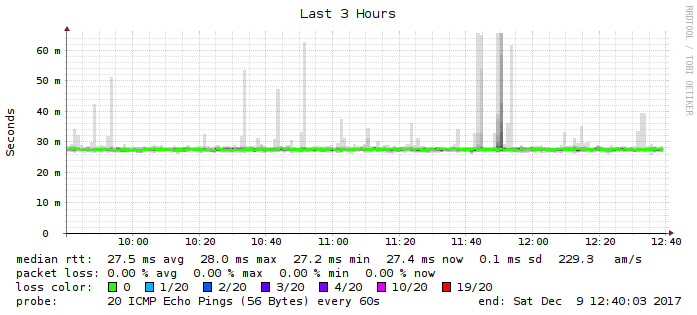 Last 3 Hours
RRDTOOL / TOBI OETIKER
Seconds
60 m
50 m
40 m
30 m
20 m
10 m
0
10:00 10:20 10:40 11:00 11:20 11:40 12:00 12:20 12:40
median rtt: 27.5 ms avg 28.0 ms max 27.2 ms min 27.4 ms now 0.1 ms sd 229.3 am/s
packet loss: 0.00 % avg 0.00 % max 0.00 % min 0.00 % now
loss color: 0 1/20 2/20 3/20 4/20 10/20 19/20
probe: 20 ICMP Echo Pings (56 Bytes) every 60s end: Sat Dec 9 12:40:03 2017